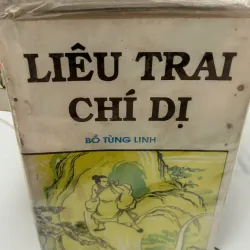 LIÊU TRAI
CHÍ DỊ
BỒ TÙNG LINH